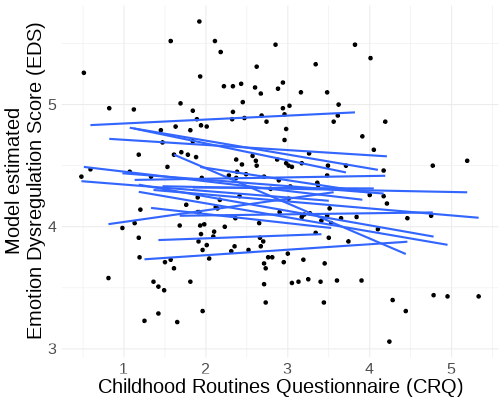 Model estimated
Emotion Dysregulation Score (EDS)
5
4
3
1 2 3 4 5
Childhood Routines Questionnaire (CRQ)